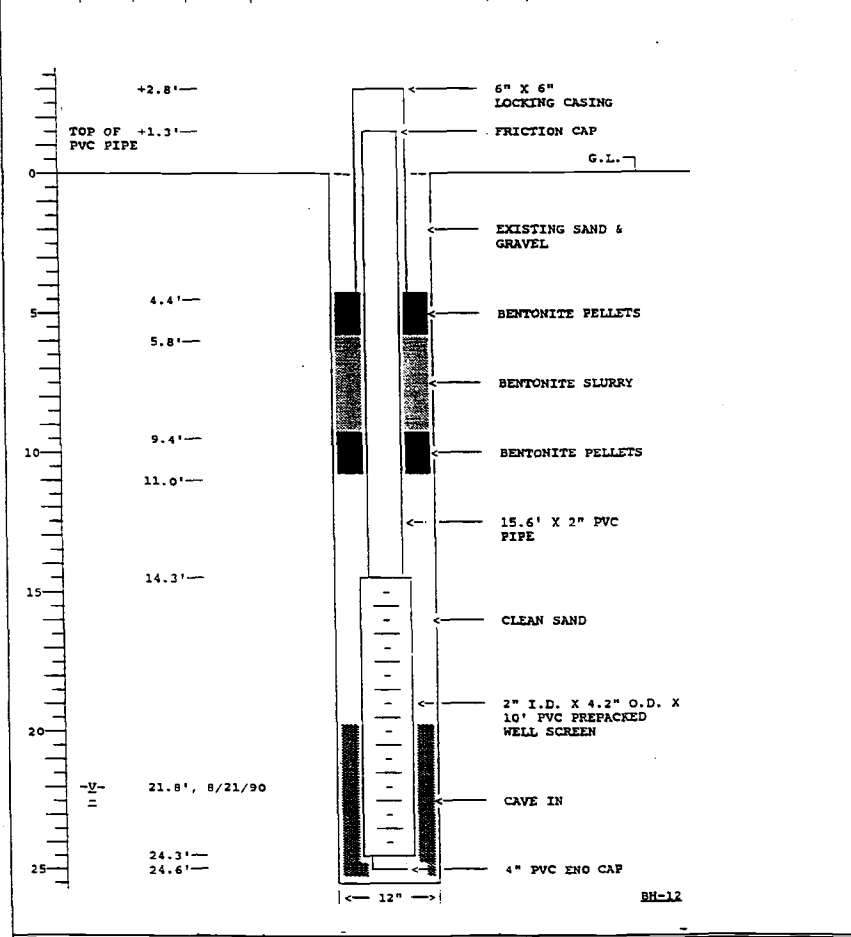 +2.8'—
6" X 6"
LOCKING CASING
TOP OF +1.3'—
PVC PIPE
FRICTION CAP
G.L.
0
EXISTING SAND &
GRAVEL
4.4'—
5
BENTONITE PELLETS
5.8'—
BENTONITE SLURRY
9.4'—
10
BENTONITE PELLETS
11.0'—
15.6' X 2" PVC
PIPE
14.3'—
15
CLEAN SAND
2" I.D. X 4.2" O.D. X
10' PVC PREPACKED
WELL SCREEN
20
-V- 21.8', 8/21/90
CAVE IN
24.3'—
24.6'—
25
4" PVC END CAP
12"
BH-12